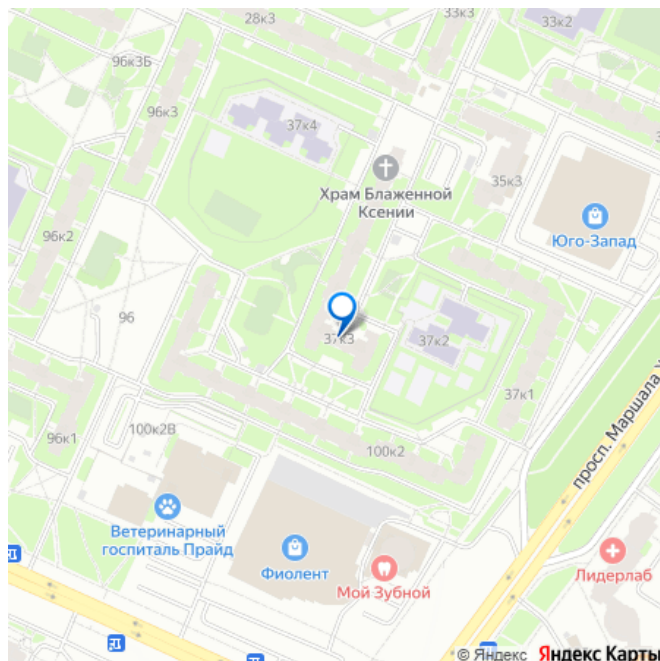 28к3
33к3
33к2
96к3Б
96к3
37к4
Храм Блаженной
Ксении
35к3
Юго-Запад
96к2
96
37к3
37к2
37к1
просп. Маршала
96к1
100к2В
100к2
Ветеринарный
госпиталь Прайд
Фиолент
Мой Зубной
Лидерлаб
© Яндекс Яндекс Карты